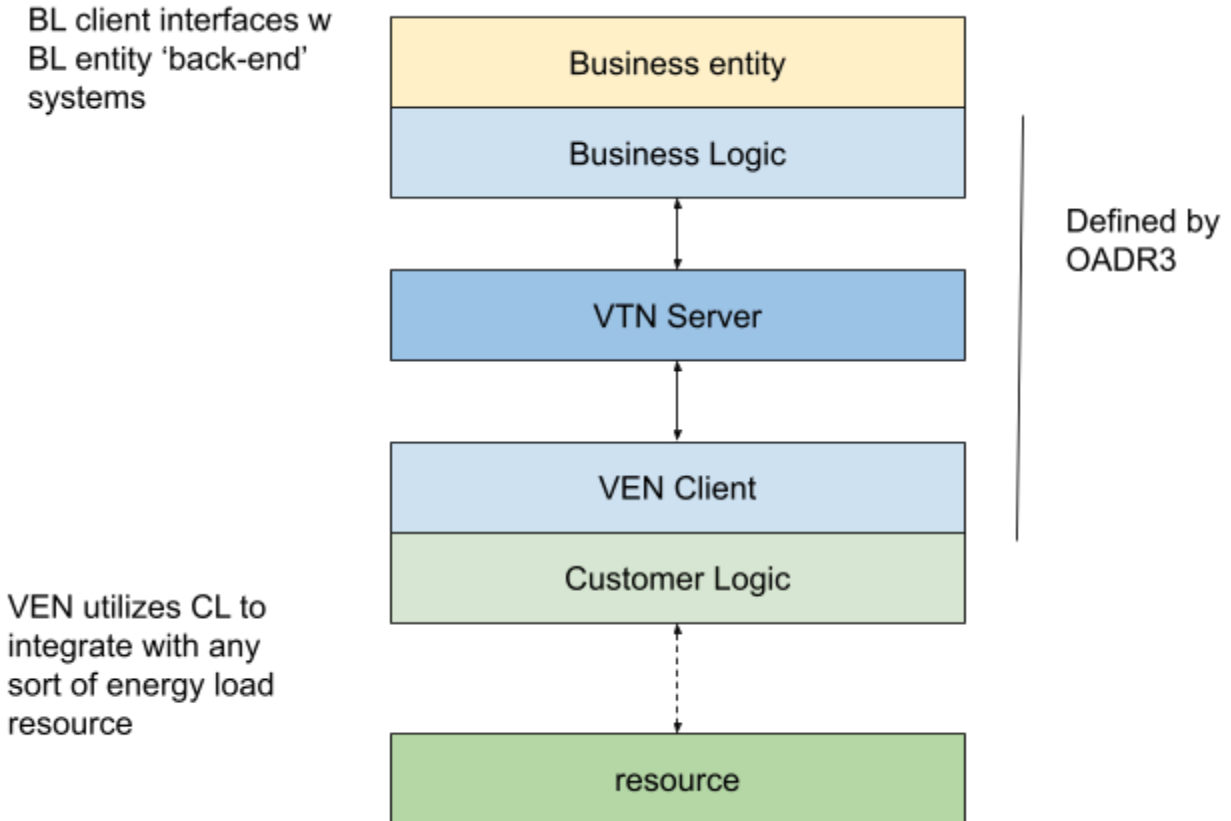 BL client interfaces w
BL entity ‘back-end’
systems
Business entity
Business Logic
Defined by
OADR3
VTN Server
VEN Client
Customer Logic
VEN utilizes CL to
integrate with any
sort of energy load
resource
resource